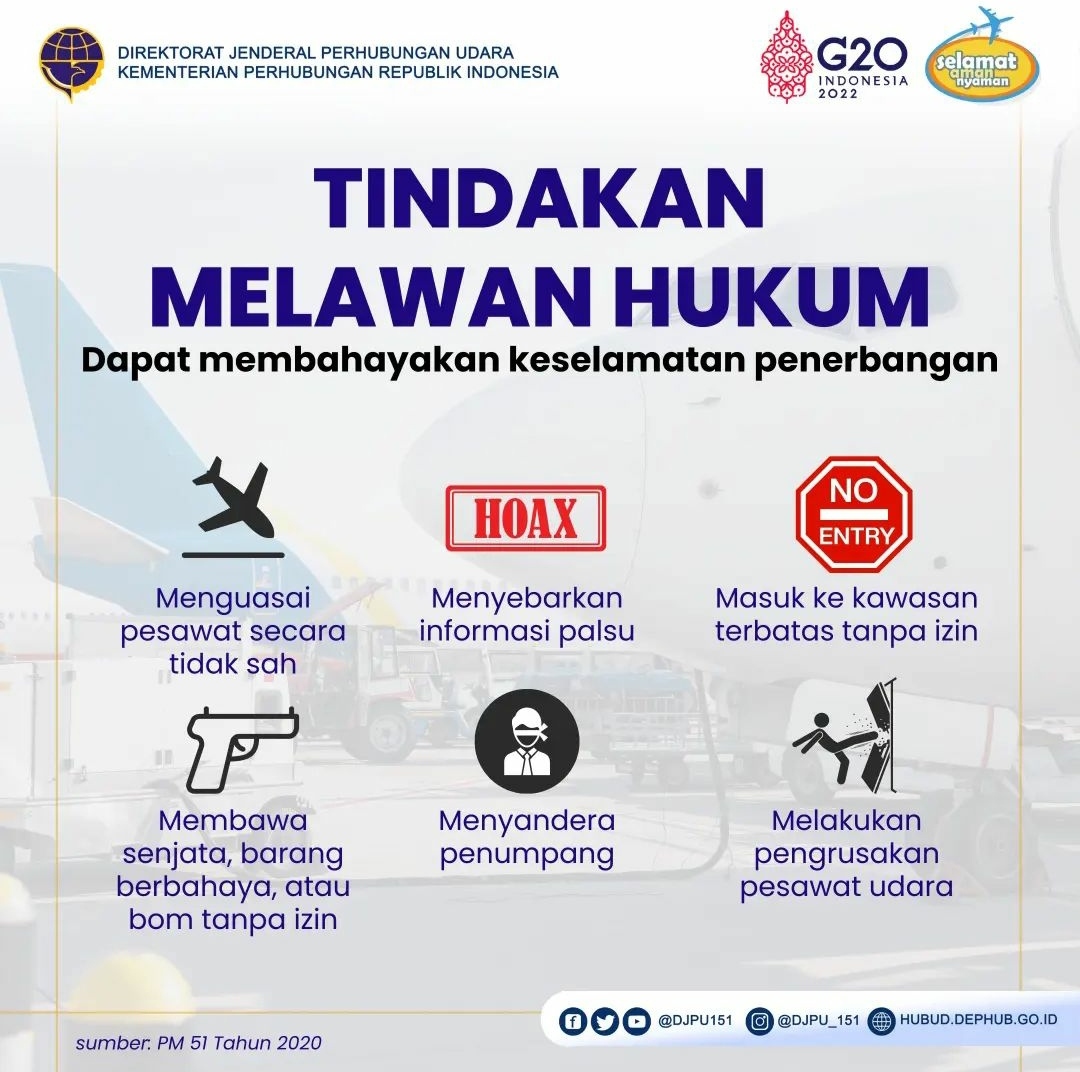 DIREKTORAT JENDERAL PERHUBUNGAN UDARA
KEMENTERIAN PERHUBUNGAN REPUBLIK INDONESIA
G20
INDONESIA
2022
selamat
aman
nyaman
TINDAKAN
MELAWAN HUKUM
Dapat membahayakan keselamatan penerbangan
Menguasai
pesawat secara
tidak sah
HOAX
Menyebarkan
informasi palsu
NO
ENTRY
Masuk ke kawasan
terbatas tanpa izin
Membawa
senjata, barang
berbahaya, atau
bom tanpa izin
Menyandera
penumpang
Melakukan
pengrusakan
pesawat udara
@DJPU151 @DJPU_151 HUBUD.DEPHUB.GO.ID
sumber: PM 51 Tahun 2020